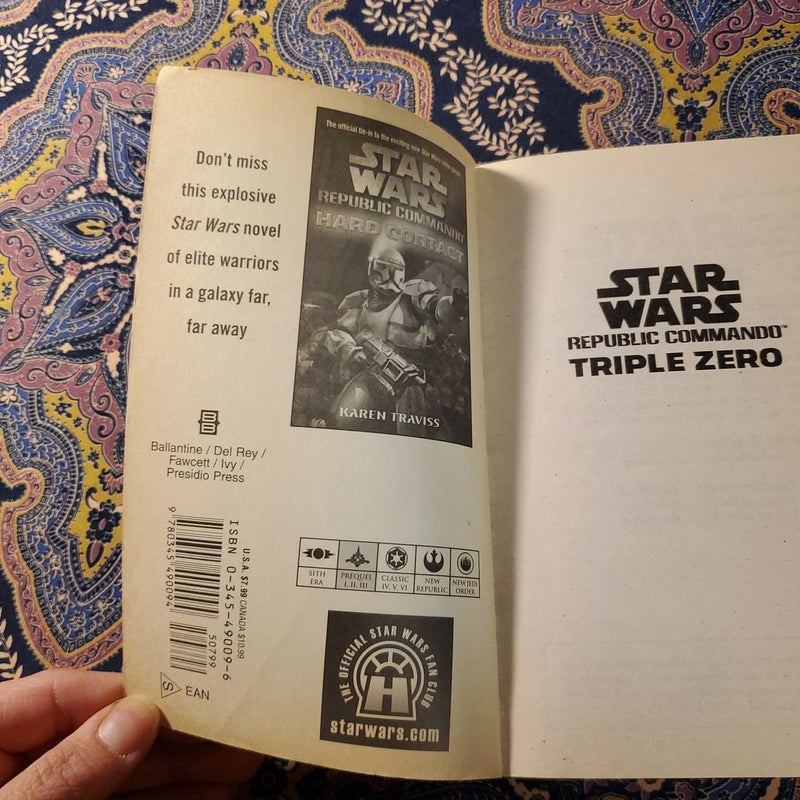 Don't miss
this explosive
Star Wars novel
of elite warriors
in a galaxy far,
far away
The official tie-in to the exciting new Star Wars video game!
STAR
WARS
REPUBLIC COMMANDO
HARD CONTACT
KAREN TRAVISS
Ballantine / Del Rey /
Fawcett / Ivy /
Presidio Press
9 780345 490094
50799
ISBN 0-345-49009-6
U.S.A. $7.99 CANADA $10.99
S EAN
SITH
ERA
PREQUEL
I, II, III
CLASSIC
IV, V, VI
NEW
REPUBLIC
NEW JEDI
ORDER
THE OFFICIAL STAR WARS FAN CLUB
H
starwars.com
STAR
WARS
REPUBLIC COMMANDO™
TRIPLE ZERO